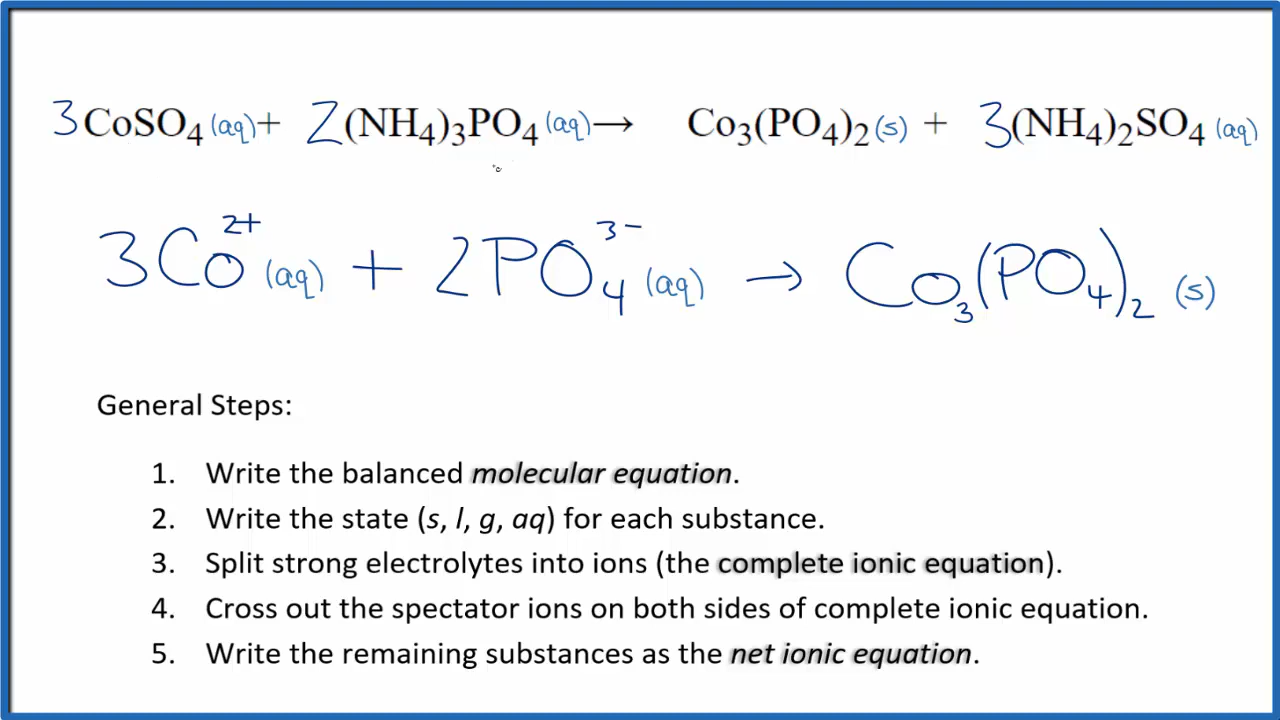 3CoSO₄(aq) + 2(NH₄)₃PO₄(aq) → Co₃(PO₄)₂(s) + 3(NH₄)₂SO₄(aq)
3Co²⁺(aq) + 2PO₄³⁻(aq) → Co₃(PO₄)₂(s)
General Steps:
1. Write the balanced molecular equation.
2. Write the state (s, l, g, aq) for each substance.
3. Split strong electrolytes into ions (the complete ionic equation).
4. Cross out the spectator ions on both sides of complete ionic equation.
5. Write the remaining substances as the net ionic equation.